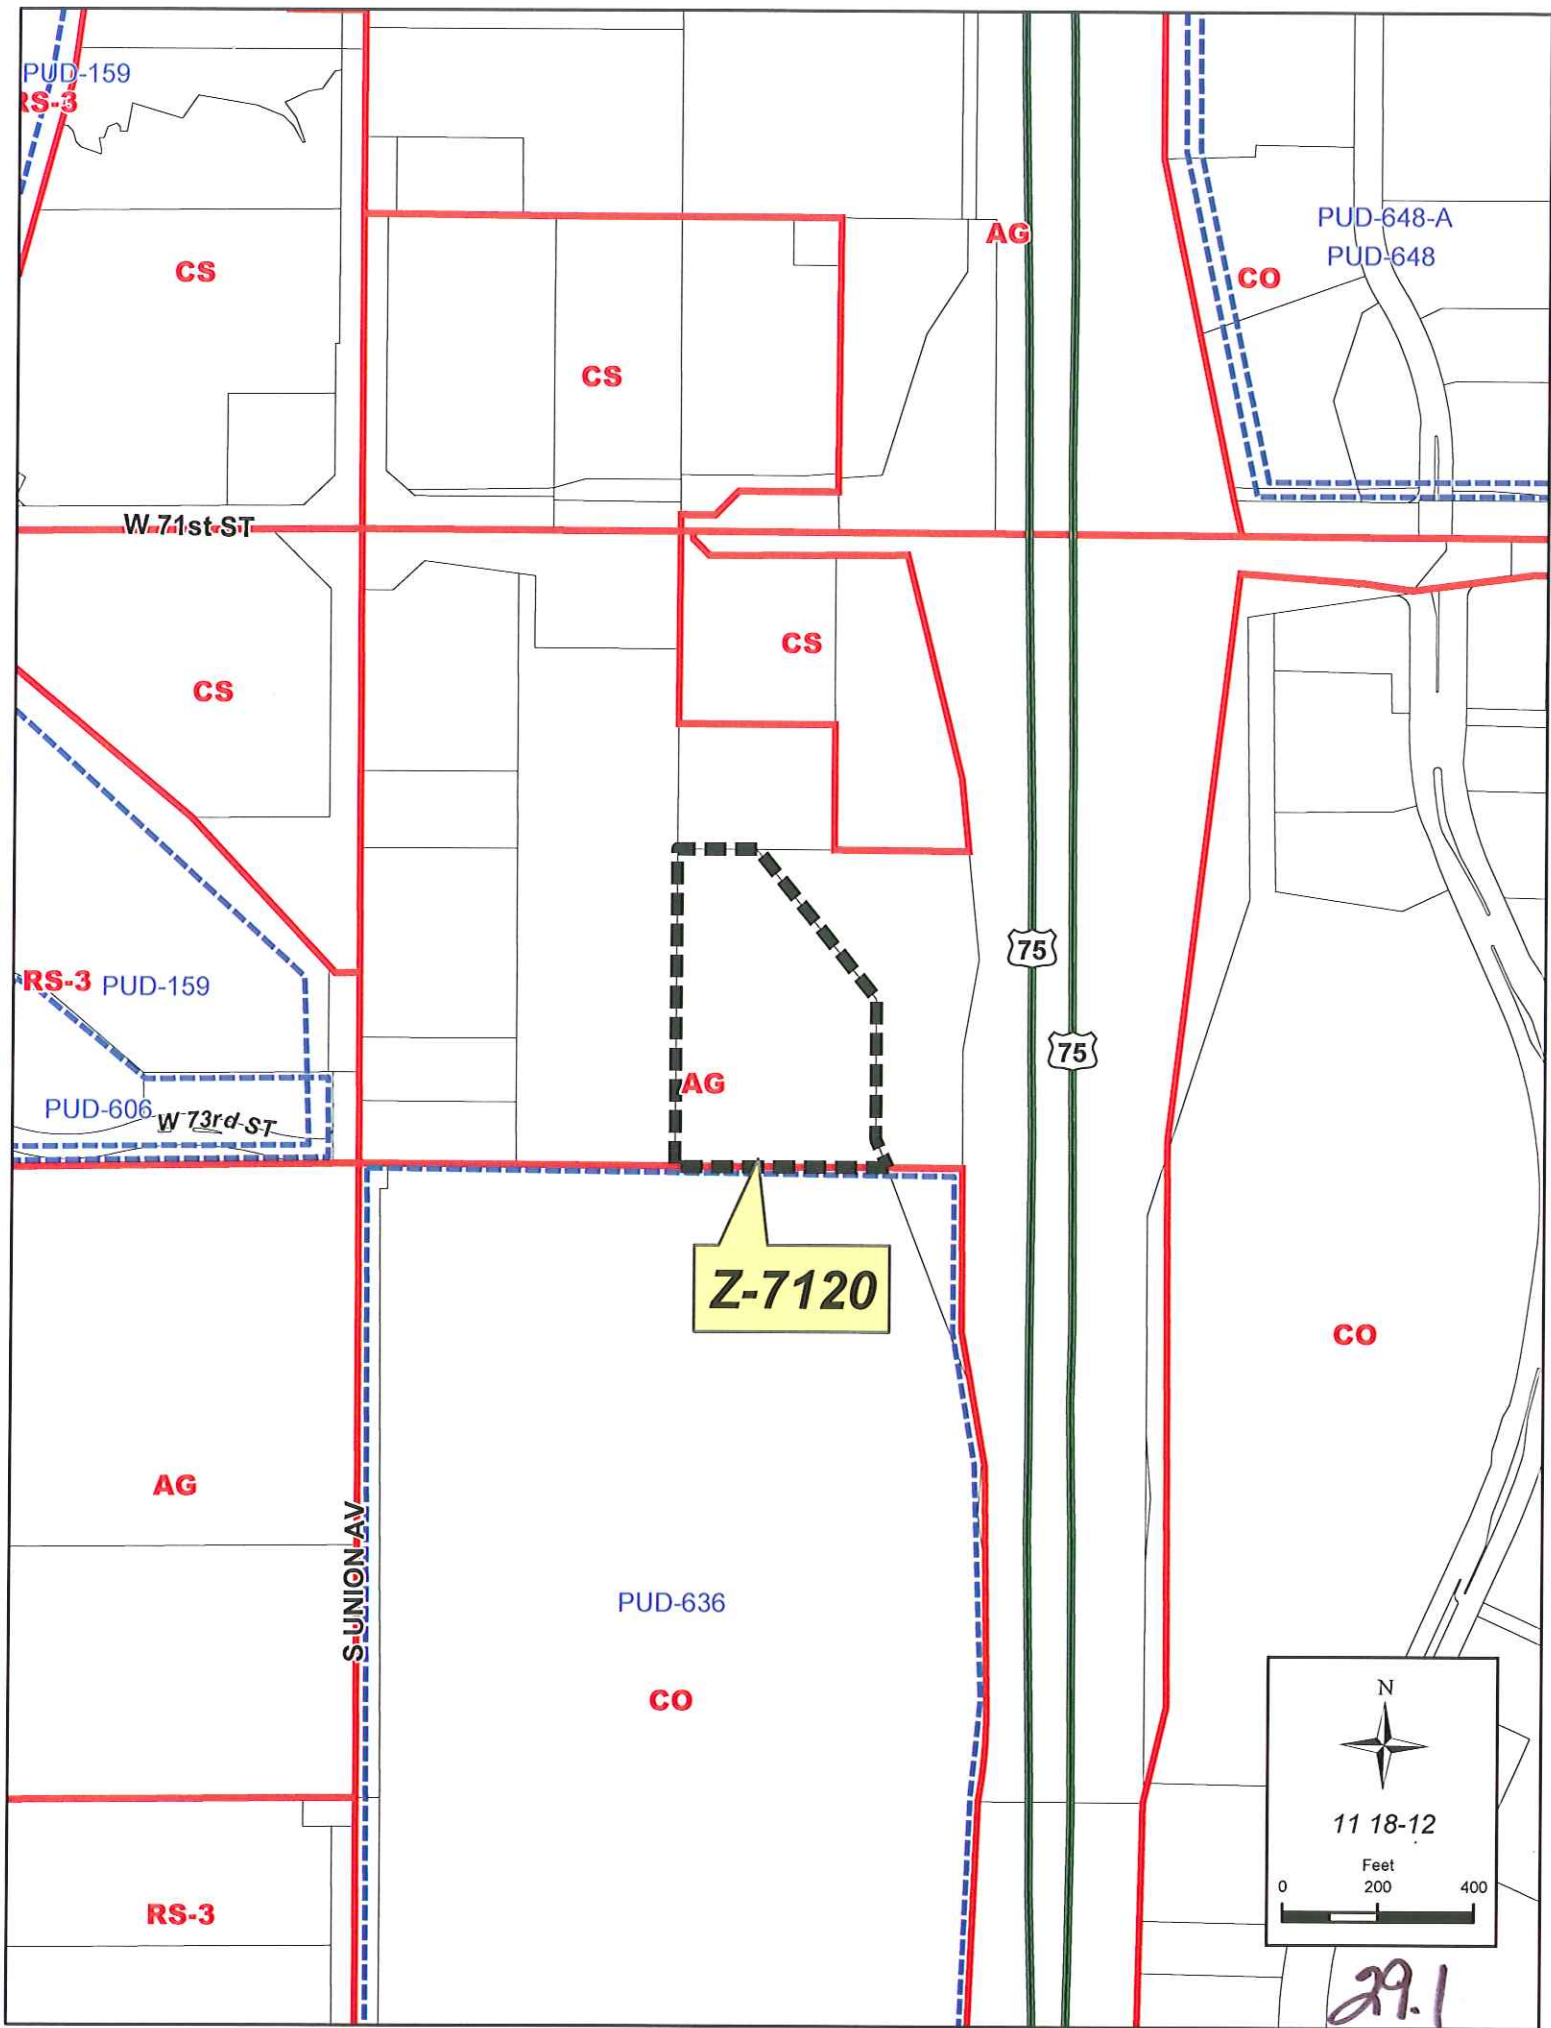 PUD-159
RS-3
CS
AG
PUD-648-A
PUD-648
CO
CS
W 71st ST
CS
CS
75
RS-3
PUD-159
75
AG
PUD-606
W 73rd ST
Z-7120
CO
AG
S UNION AV
PUD-636
CO
N
11 18-12
Feet
0 200 400
RS-3
29.1